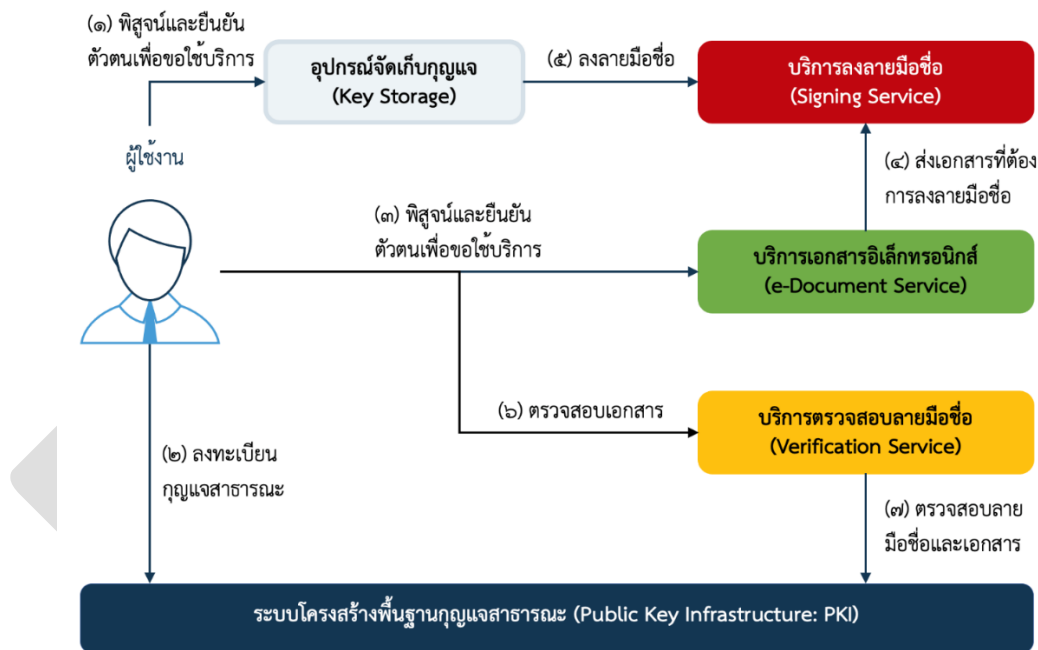 (๑) พิสูจน์และยืนยัน
ตัวตนเพื่อขอใช้บริการ
อุปกรณ์จัดเก็บกุญแจ
(Key Storage)
(๕) ลงลายมือชื่อ
บริการลงลายมือชื่อ
(Signing Service)
ผู้ใช้งาน
(๔) ส่งเอกสารที่ต้อง
การลงลายมือชื่อ
(๓) พิสูจน์และยืนยัน
ตัวตนเพื่อขอใช้บริการ
บริการเอกสารอิเล็กทรอนิกส์
(e-Document Service)
(๖) ตรวจสอบเอกสาร
บริการตรวจสอบลายมือชื่อ
(Verification Service)
(๒) ลงทะเบียน
กุญแจสาธารณะ
(๗) ตรวจสอบลาย
มือชื่อและเอกสาร
ระบบโครงสร้างพื้นฐานกุญแจสาธารณะ (Public Key Infrastructure: PKI)